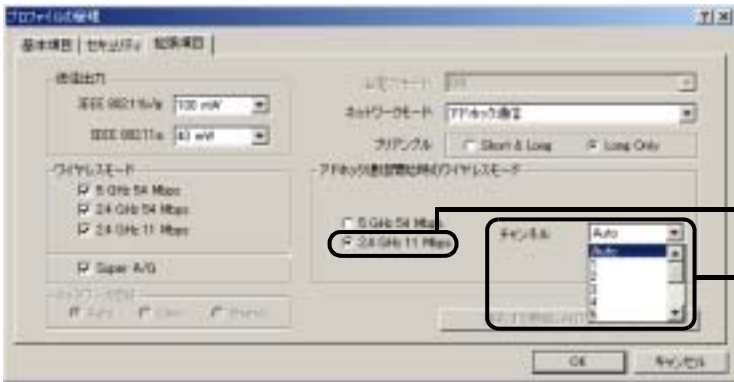 プロファイルの管理
基本項目
セキュリティ
拡張項目
送信出力
IEEE 802.11b/g 100 mW
IEEE 802.11a 40 mW
ネットワークモード アドホック通信
プリアンブル Short & Long Long Only
ワイヤレスモード
5 GHz 54 Mbps
2.4 GHz 54 Mbps
2.4 GHz 11 Mbps
Super A/G
アドホック通信開始時のワイヤレスモード
5 GHz 54 Mbps
2.4 GHz 11 Mbps
チャンネル Auto
Auto
1
2
3
4
5
OK
キャンセル